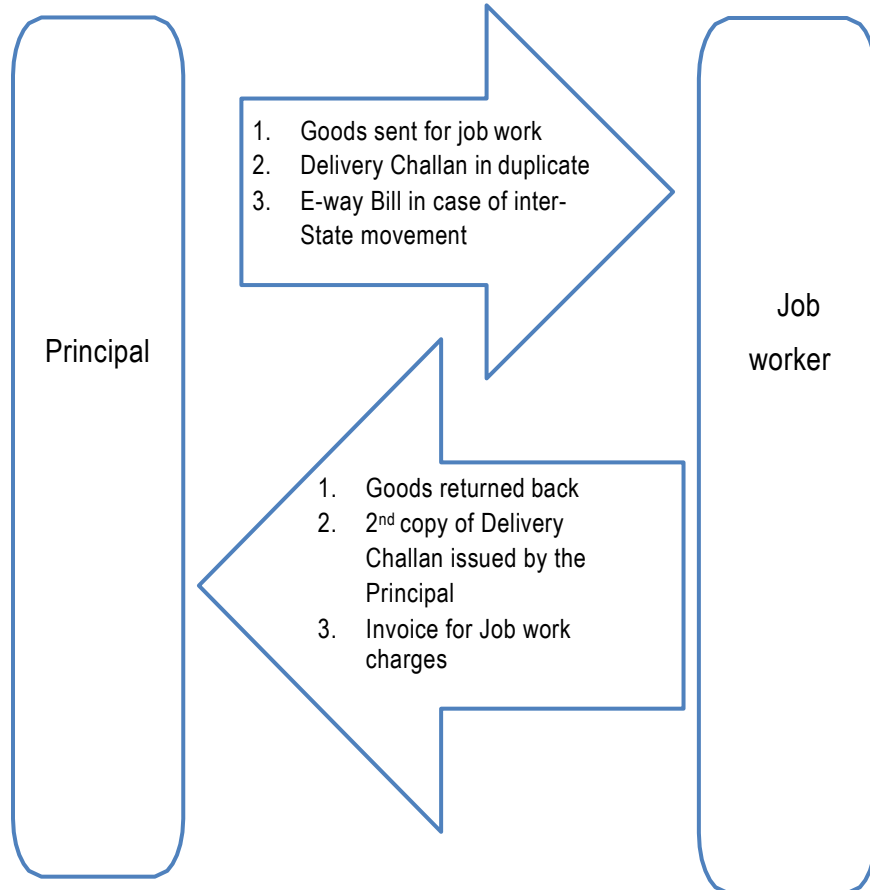 Principal
1. Goods sent for job work
2. Delivery Challan in duplicate
3. E-way Bill in case of inter-
State movement
Job
worker
1. Goods returned back
2. 2nd copy of Delivery
Challan issued by the
Principal
3. Invoice for Job work
charges